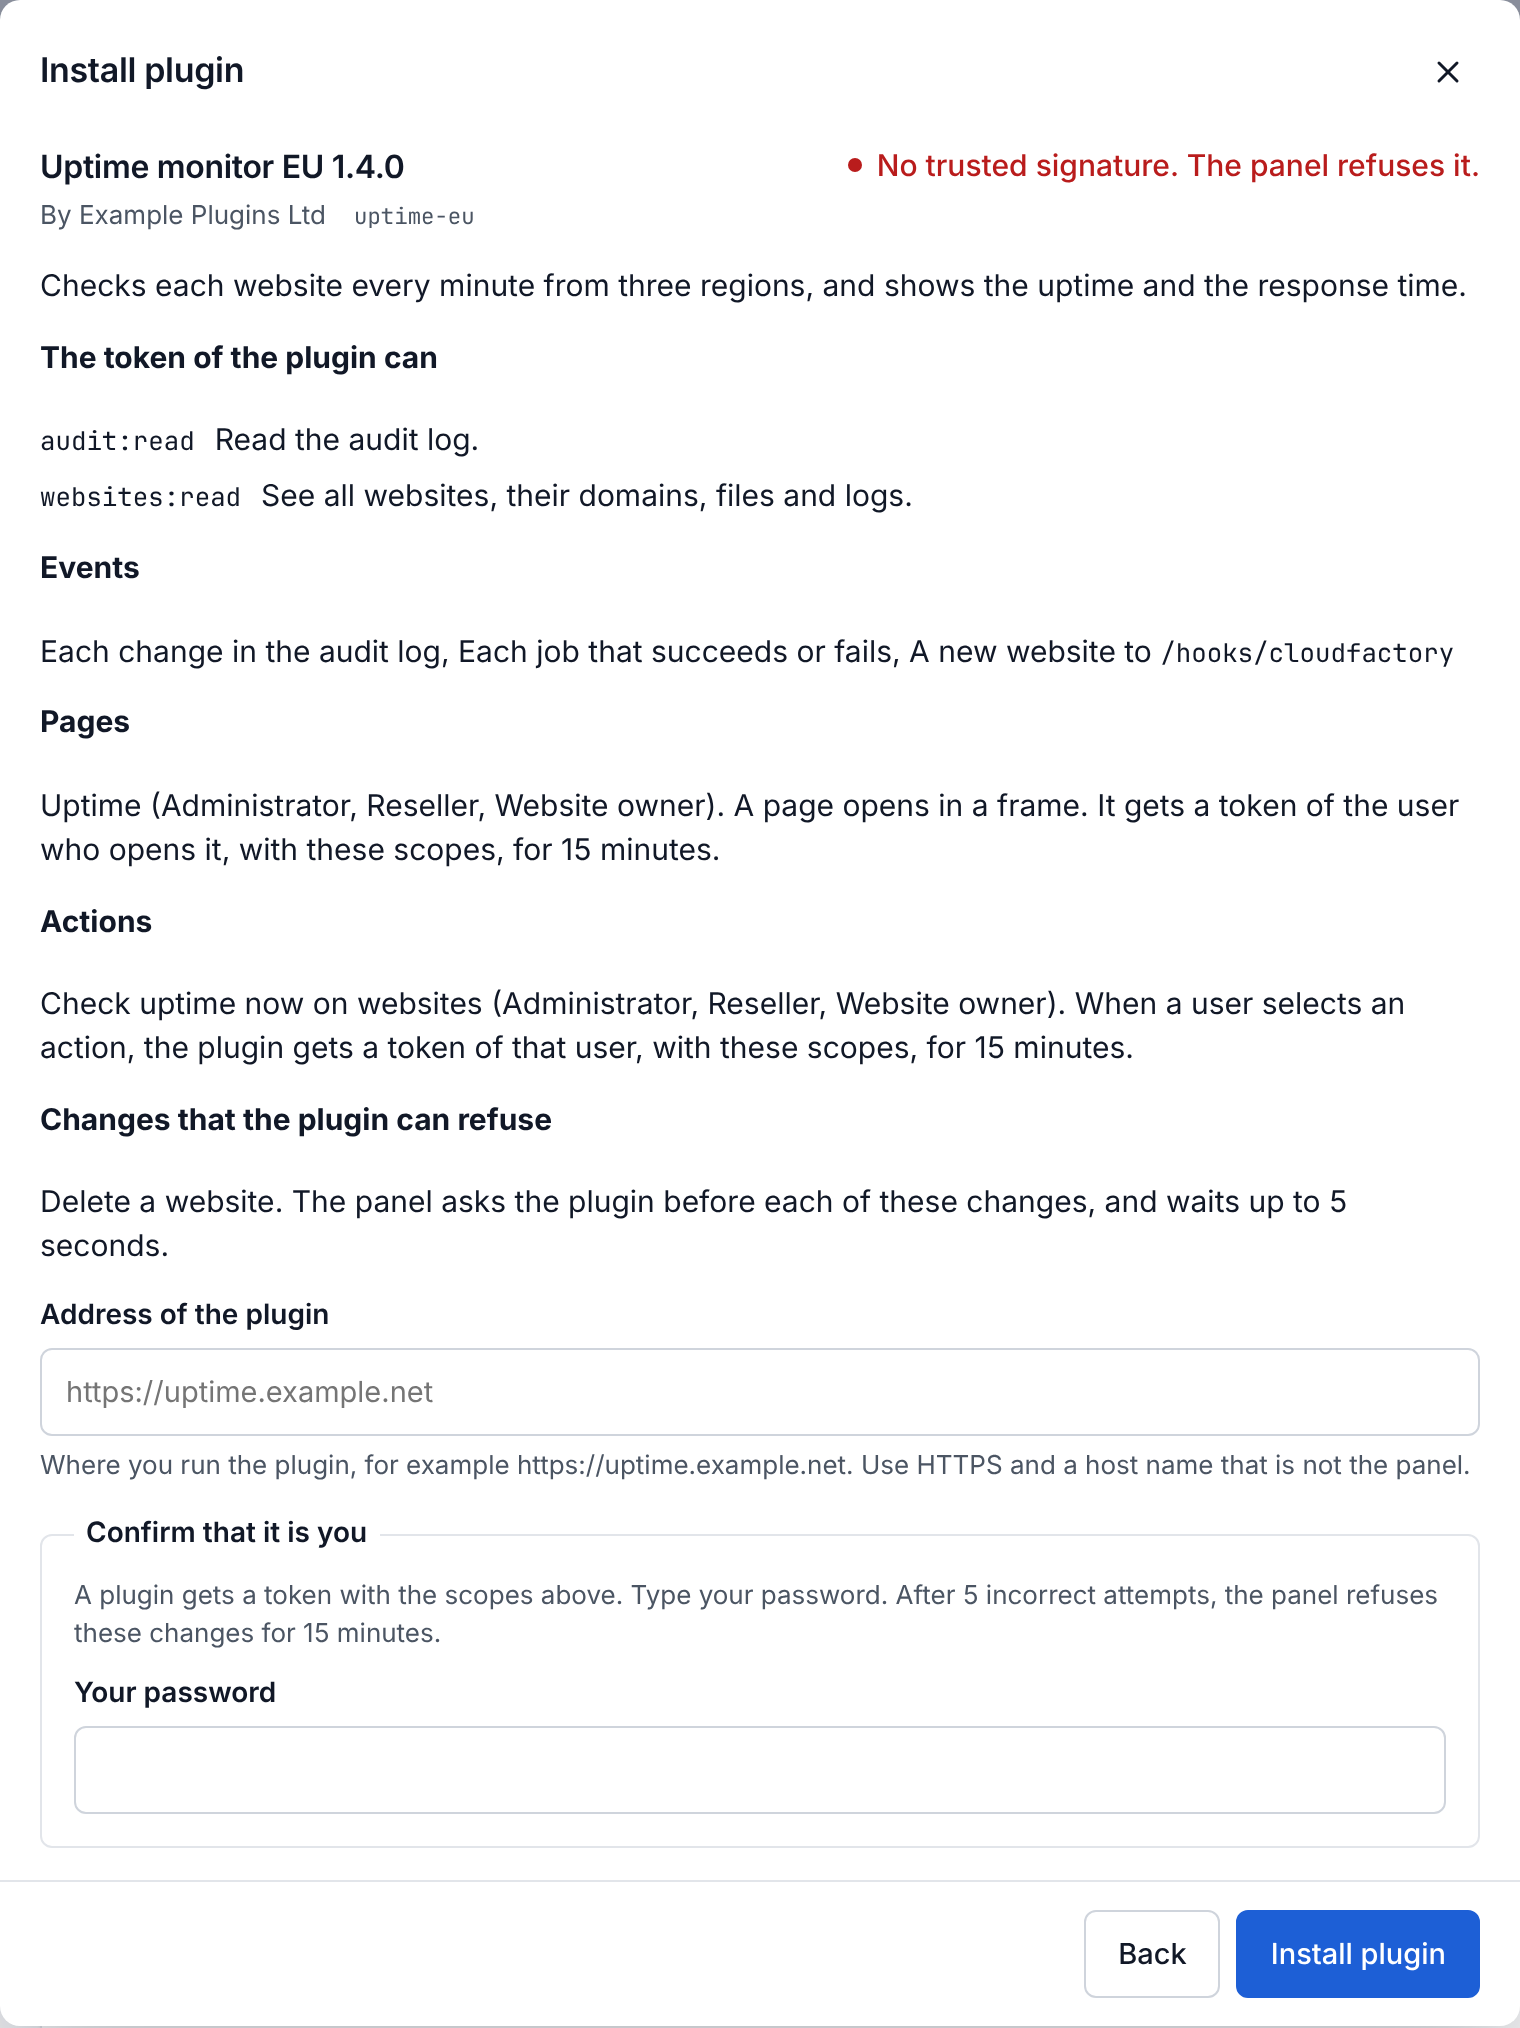 Install plugin
Uptime monitor EU 1.4.0
No trusted signature. The panel refuses it.
By Example Plugins Ltd uptime-eu
Checks each website every minute from three regions, and shows the uptime and the response time.
The token of the plugin can
audit:read Read the audit log.
websites:read See all websites, their domains, files and logs.
Events
Each change in the audit log, Each job that succeeds or fails, A new website to /hooks/cloudfactory
Pages
Uptime (Administrator, Reseller, Website owner). A page opens in a frame. It gets a token of the user
who opens it, with these scopes, for 15 minutes.
Actions
Check uptime now on websites (Administrator, Reseller, Website owner). When a user selects an
action, the plugin gets a token of that user, with these scopes, for 15 minutes.
Changes that the plugin can refuse
Delete a website. The panel asks the plugin before each of these changes, and waits up to 5
seconds.
Address of the plugin
https://uptime.example.net
Where you run the plugin, for example https://uptime.example.net. Use HTTPS and a host name that is not the panel.
Confirm that it is you
A plugin gets a token with the scopes above. Type your password. After 5 incorrect attempts, the panel refuses
these changes for 15 minutes.
Your password
Back
Install plugin